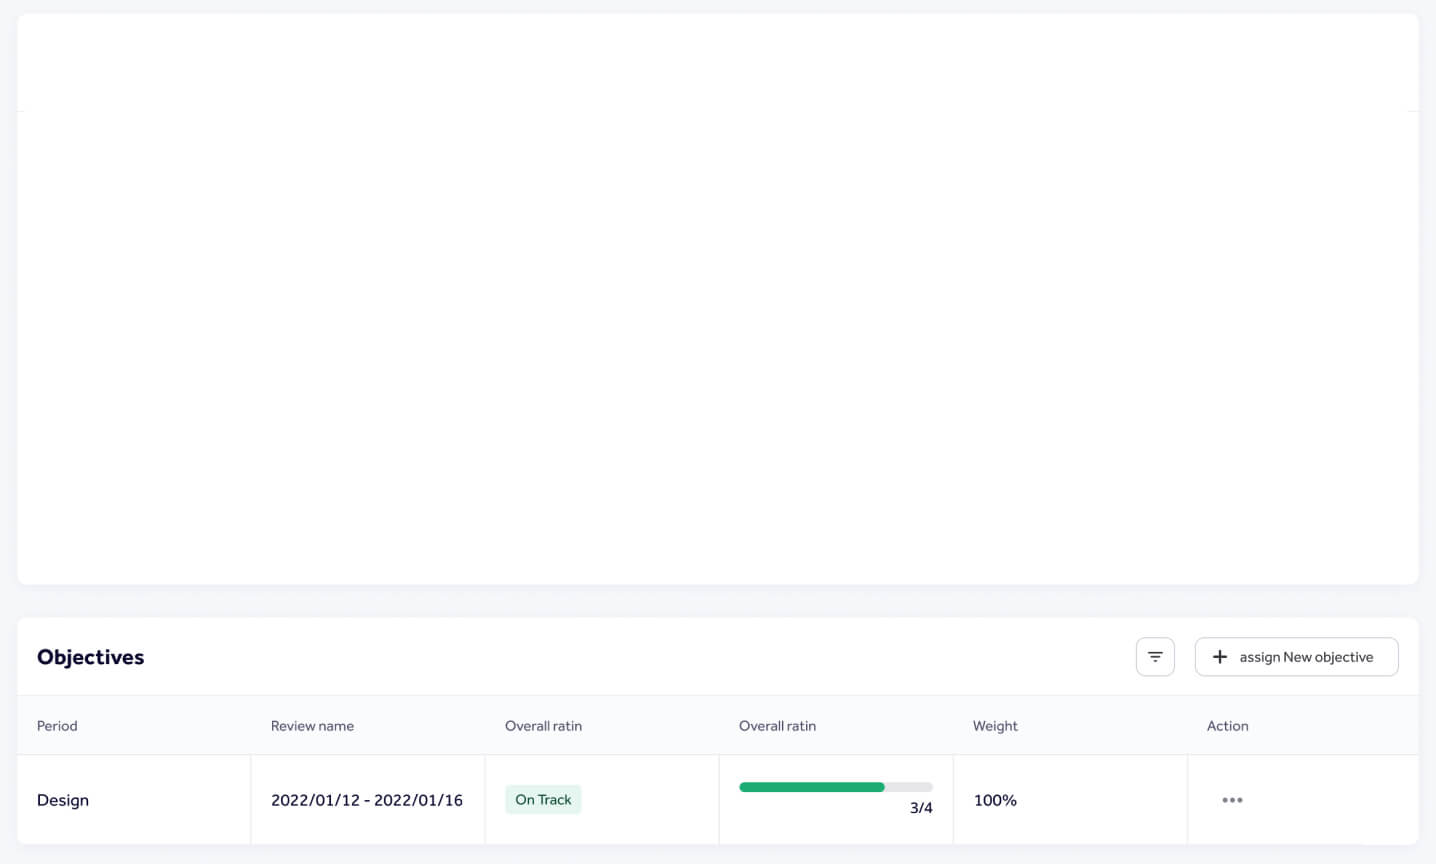 Objectives
assign New objective
Period Review name Overall ratin Overall ratin Weight Action
Design 2022/01/12 - 2022/01/16 On Track 3/4 100%